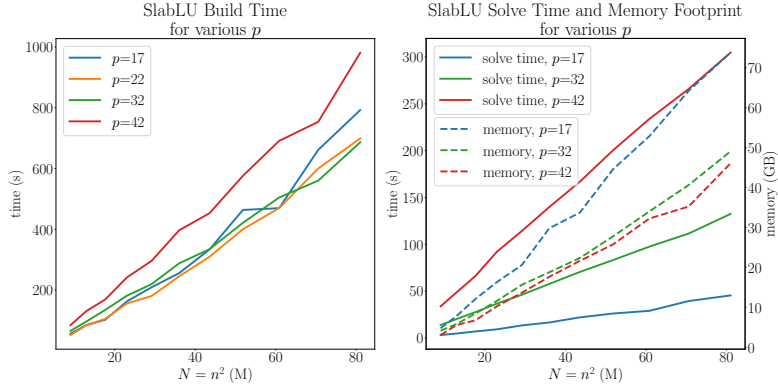 SlabLU Build Time
for various p
1000
800
600
400
200
time (s)
20
40
60
80
N = n² (M)
p=17
p=22
p=32
p=42
SlabLU Solve Time and Memory Footprint
for various p
300
250
200
150
100
50
0
time (s)
solve time, p=17
solve time, p=32
solve time, p=42
memory, p=17
memory, p=32
memory, p=42
20
40
60
80
N = n² (M)
70
60
50
40
30
20
10
0
memory (GB)